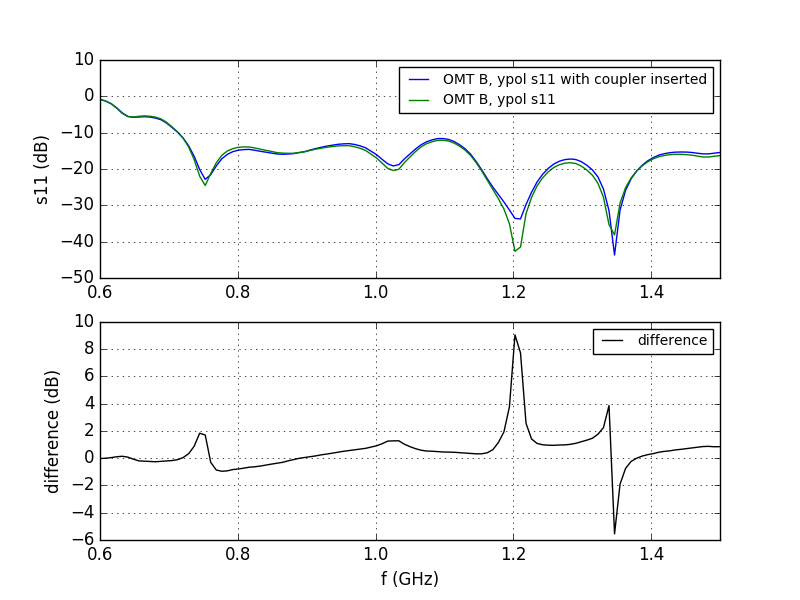 10
0
−10
−20
−30
−40
−50
s11 (dB)
OMT B, ypol s11 with coupler inserted
OMT B, ypol s11
0.6 0.8 1.0 1.2 1.4
10
8
6
4
2
0
−2
−4
−6
difference (dB)
difference
0.6 0.8 1.0 1.2 1.4
f (GHz)